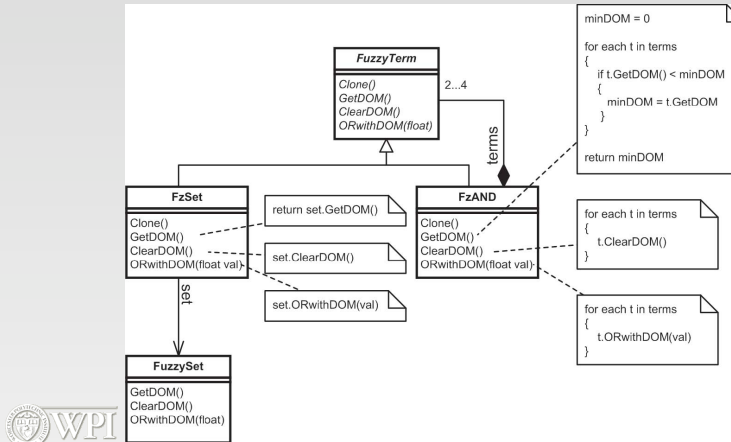 FuzzyTerm
Clone()
GetDOM()
ClearDOM()
ORwithDOM(float)
2...4
terms
minDOM = 0
for each t in terms
{
if t.GetDOM() < minDOM
{
minDOM = t.GetDOM
}
}
return minDOM
FzSet
Clone()
GetDOM()
ClearDOM()
ORwithDOM(float val)
return set.GetDOM()
set.ClearDOM()
set.ORwithDOM(val)
FzAND
Clone()
GetDOM()
ClearDOM()
ORwithDOM(float val)
for each t in terms
{
t.ClearDOM()
}
for each t in terms
{
t.ORwithDOM(val)
}
set
FuzzySet
GetDOM()
ClearDOM()
ORwithDOM(float)
WPI